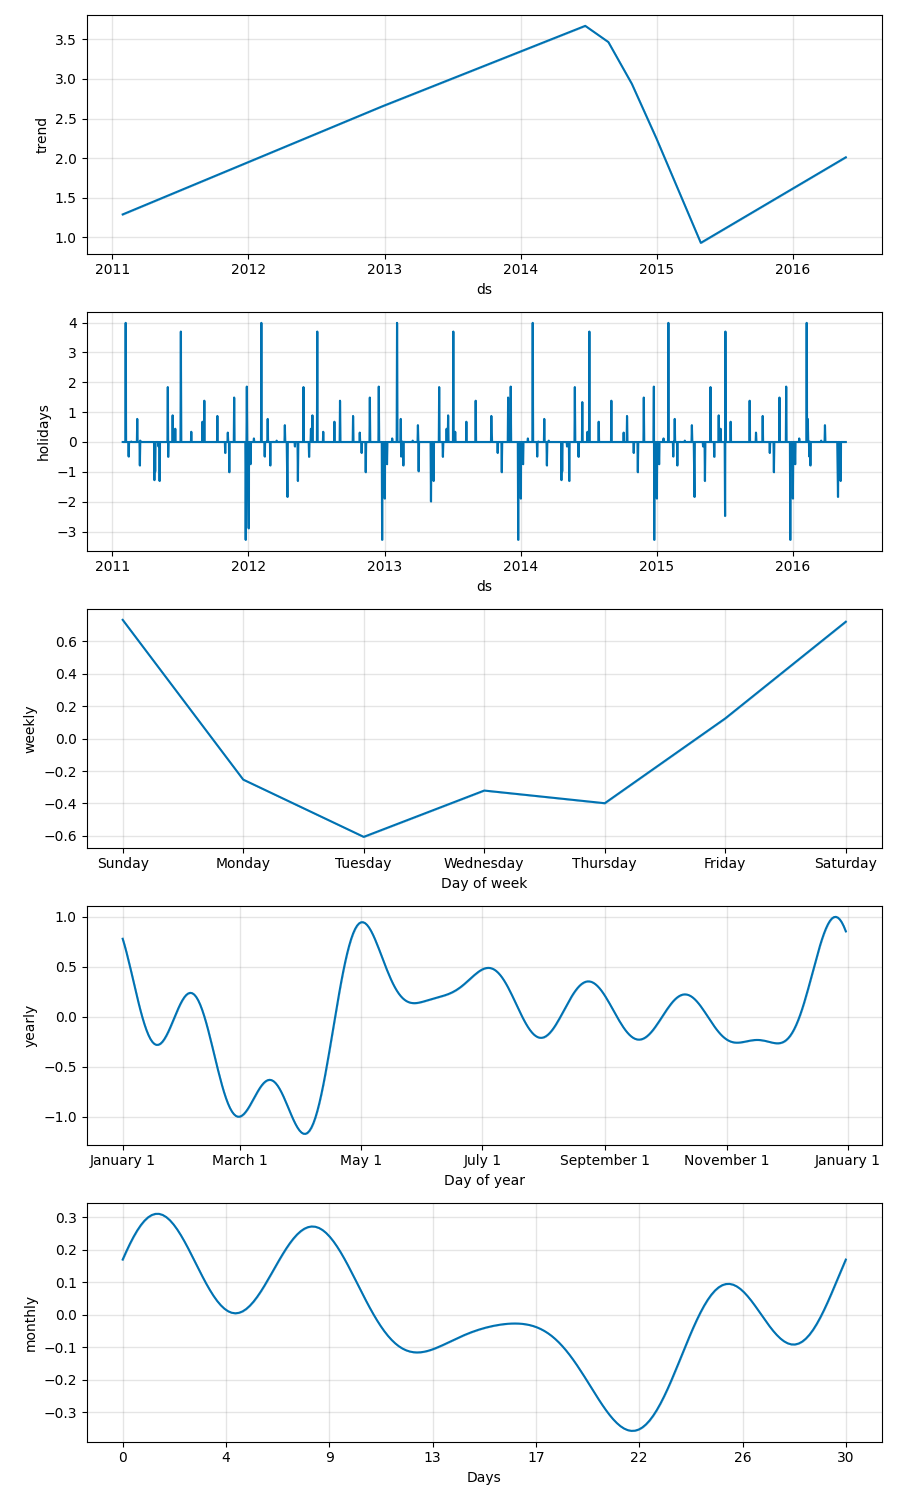 trend
3.5
3.0
2.5
2.0
1.5
1.0
2011 2012 2013 2014 2015 2016
ds
holidays
4
3
2
1
0
−1
−2
−3
2011 2012 2013 2014 2015 2016
ds
weekly
0.6
0.4
0.2
0.0
−0.2
−0.4
−0.6
Sunday Monday Tuesday Wednesday Thursday Friday Saturday
Day of week
yearly
1.0
0.5
0.0
−0.5
−1.0
January 1 March 1 May 1 July 1 September 1 November 1 January 1
Day of year
monthly
0.3
0.2
0.1
0.0
−0.1
−0.2
−0.3
0 4 9 13 17 22 26 30
Days